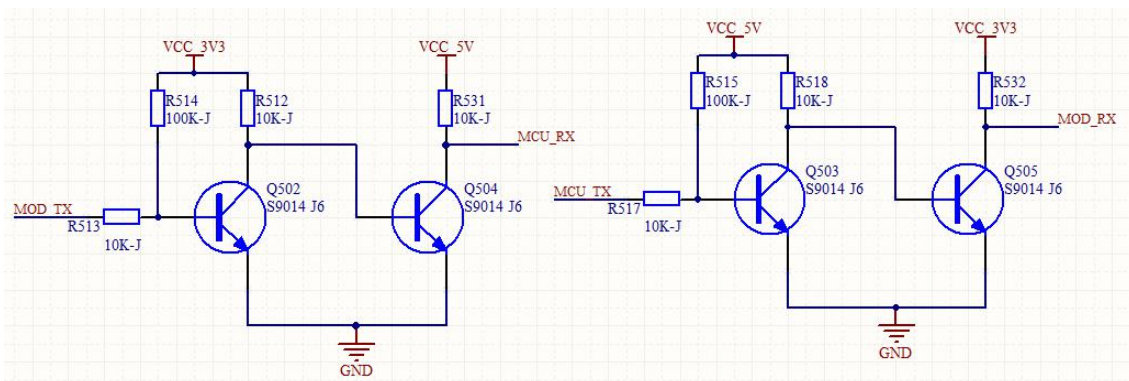 VCC_3V3
R514
100K-J
R512
10K-J
VCC_5V
R531
10K-J
MCU_RX
Q502
S9014 J6
Q504
S9014 J6
MOD_TX
R513
10K-J
GND
VCC_5V
R515
100K-J
R518
10K-J
VCC_3V3
R532
10K-J
MOD_RX
Q503
S9014 J6
Q505
S9014 J6
MCU_TX
R517
10K-J
GND